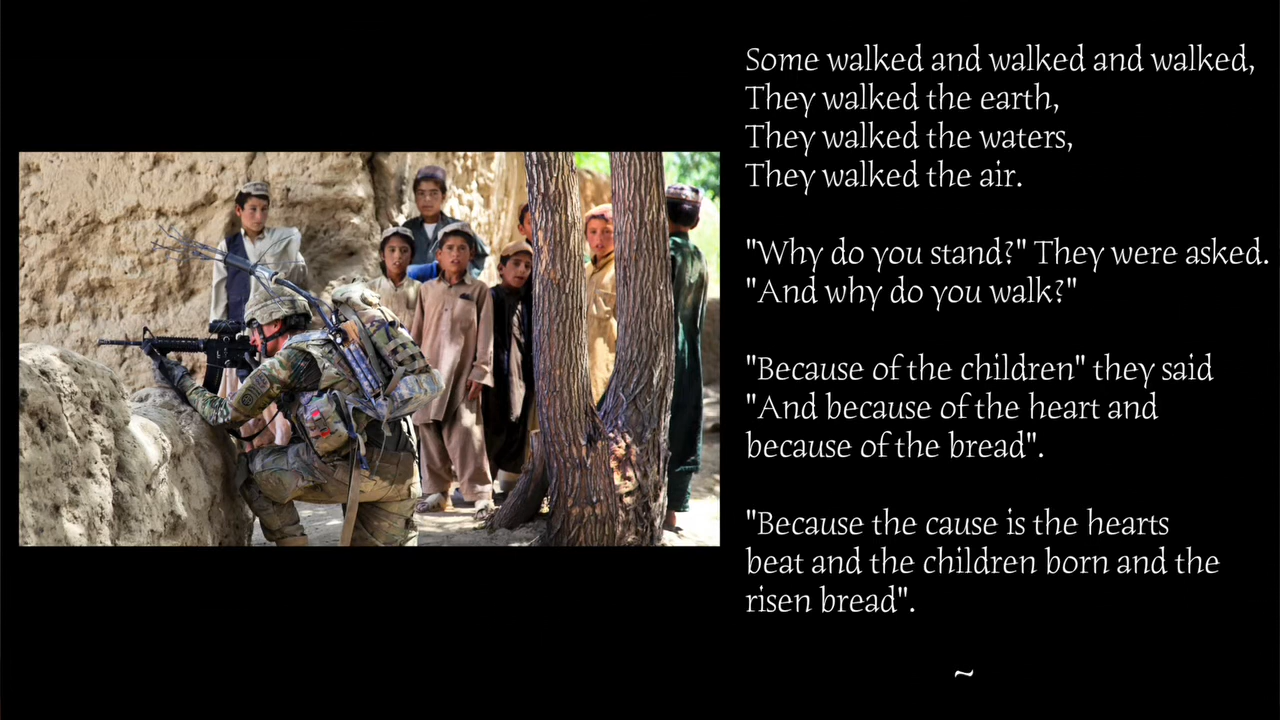 Some walked and walked and walked,
They walked the earth,
They walked the waters,
They walked the air.
"Why do you stand?" They were asked.
"And why do you walk?"
"Because of the children" they said
"And because of the heart and
because of the bread".
"Because the cause is the hearts
beat and the children born and the
risen bread".
~